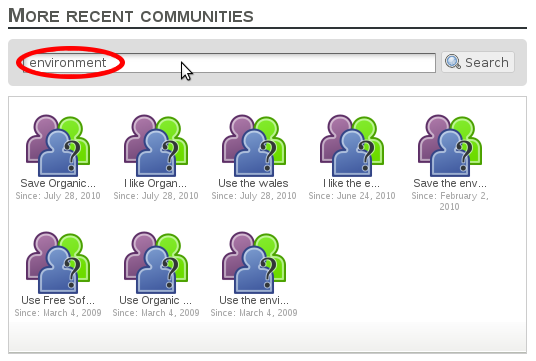 More recent communities
environment
Search
Save Organic...
Since: July 28, 2010
I like Organ...
Since: July 28, 2010
Use the wales
Since: July 28, 2010
I like the e...
Since: June 24, 2010
Save the env...
Since: February 2,
2010
Use Free Sof...
Since: March 4, 2009
Use Organic ...
Since: March 4, 2009
Use the envi...
Since: March 4, 2009